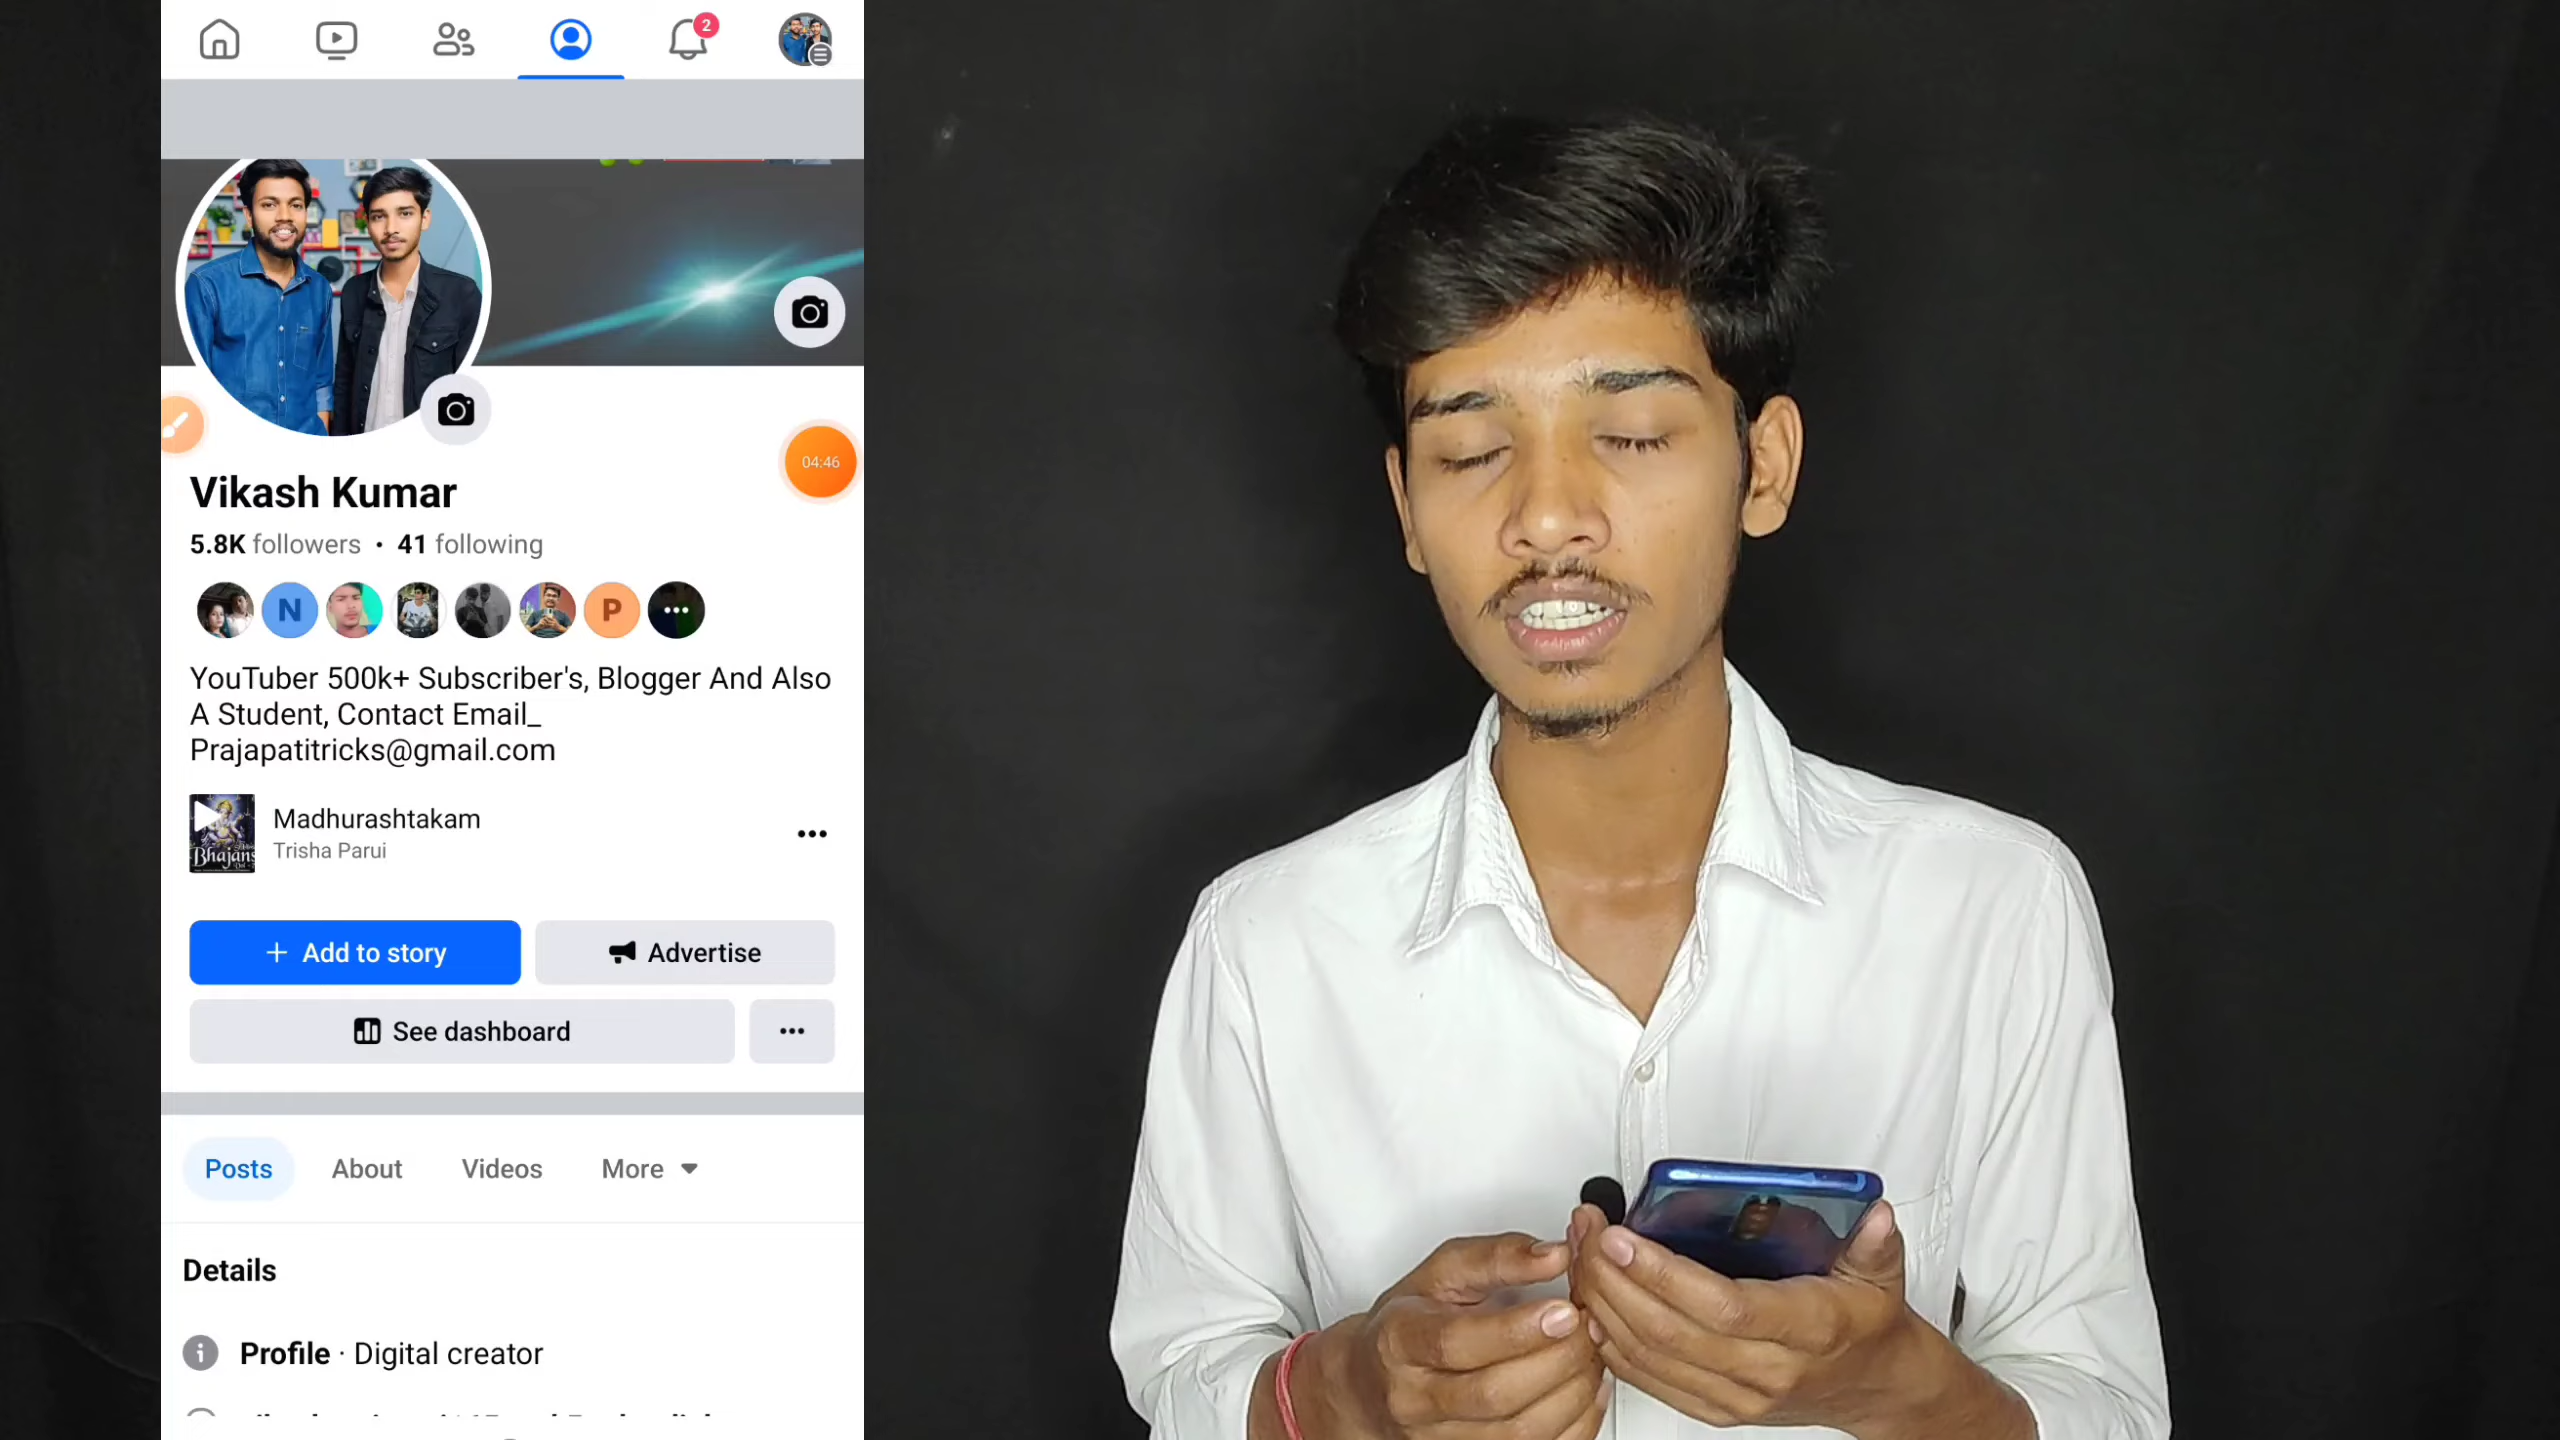 2
04:46
Vikash Kumar
5.8K followers • 41 following
N
P
YouTuber 500k+ Subscriber's, Blogger And Also
A Student, Contact Email_
Prajapatitricks@gmail.com
Bhajans
Madhurashtakam
Trisha Parui
+ Add to story
Advertise
See dashboard
Posts About Videos More
Details
Profile · Digital creator